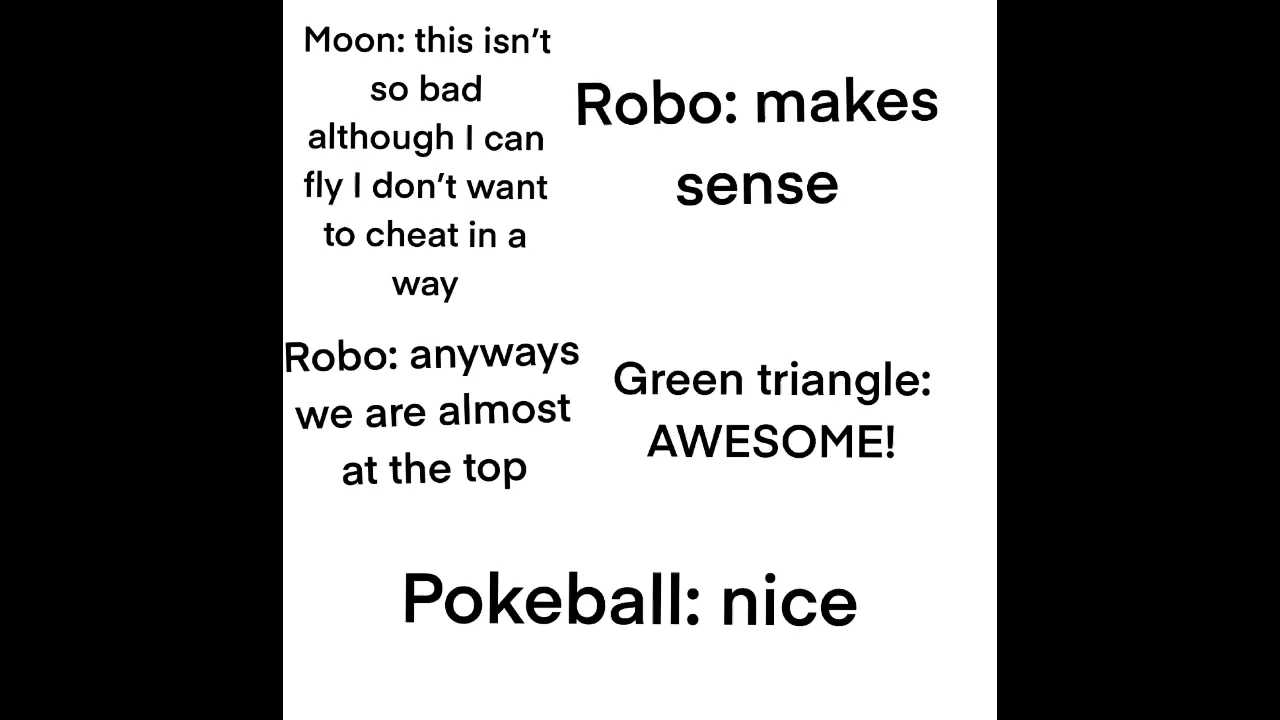 Moon: this isn’t
so bad
although I can
fly I don’t want
to cheat in a
way
Robo: makes
sense
Robo: anyways
we are almost
at the top
Green triangle:
AWESOME!
Pokeball: nice